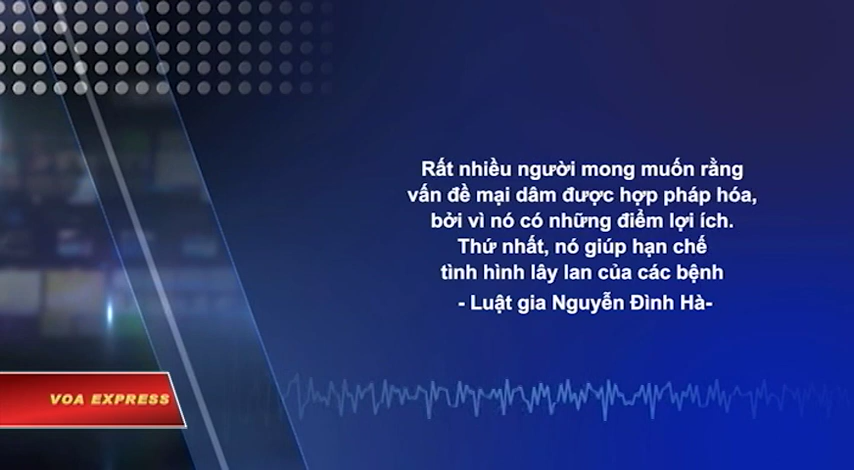 Rất nhiều người mong muốn rằng
vấn đề mại dâm được hợp pháp hóa,
bởi vì nó có những điểm lợi ích.
Thứ nhất, nó giúp hạn chế
tình hình lây lan của các bệnh
- Luật gia Nguyễn Đình Hà-
VOA EXPRESS